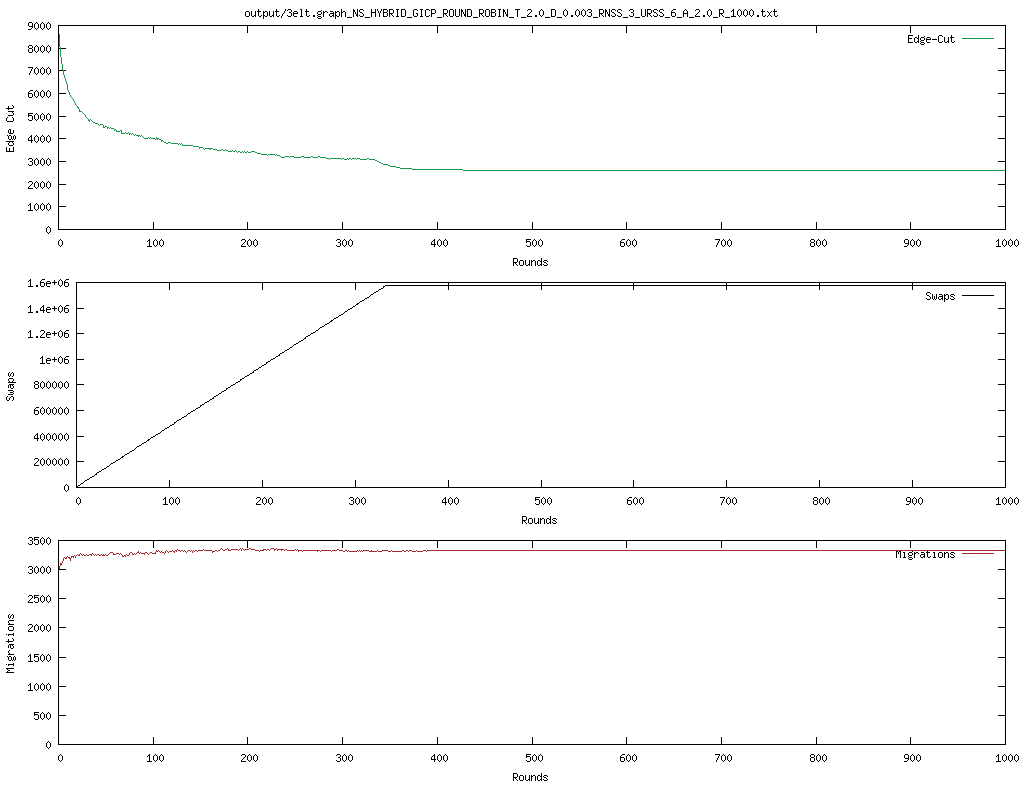 output/3elt.graph_NS_HYBRID_GICP_ROUND_ROBIN_T_2.0_D_0.003_RNSS_3_URSS_6_A_2.0_R_1000.txt
9000
8000
7000
6000
5000
4000
3000
2000
1000
0
Edge Cut
Edge-Cut
0 100 200 300 400 500 600 700 800 900 1000
Rounds
1.6e+06
1.4e+06
1.2e+06
1e+06
800000
600000
400000
200000
0
Swaps
Swaps
0 100 200 300 400 500 600 700 800 900 1000
Rounds
3500
3000
2500
2000
1500
1000
500
0
Migrations
Migrations
0 100 200 300 400 500 600 700 800 900 1000
Rounds